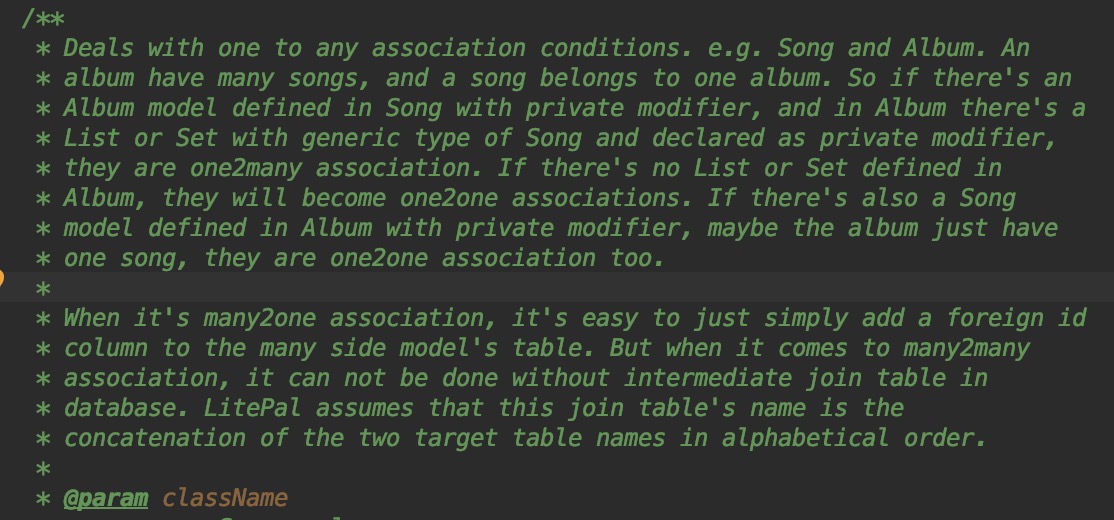 /**
* Deals with one to any association conditions. e.g. Song and Album. An
* album have many songs, and a song belongs to one album. So if there's an
* Album model defined in Song with private modifier, and in Album there's a
* List or Set with generic type of Song and declared as private modifier,
* they are one2many association. If there's no List or Set defined in
* Album, they will become one2one associations. If there's also a Song
* model defined in Album with private modifier, maybe the album just have
* one song, they are one2one association too.
*
* When it's many2one association, it's easy to just simply add a foreign id
* column to the many side model's table. But when it comes to many2many
* association, it can not be done without intermediate join table in
* database. LitePal assumes that this join table's name is the
* concatenation of the two target table names in alphabetical order.
*
* @param className